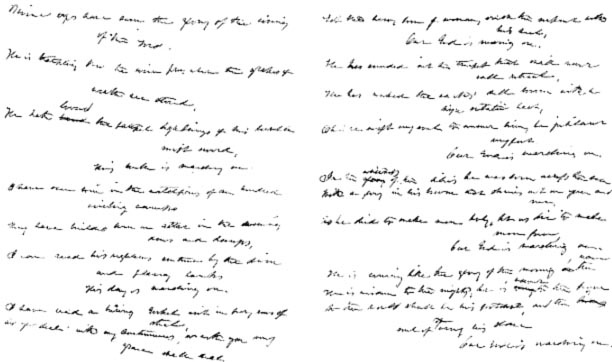 Mine eyes have seen the glory of the coming
of the Lord.
He is trampling out the wine press where the grapes of
wrath are stored,
He hath loosed the fateful lightnings of his terrible
swift sword,
His truth is marching on.
I have seen him in the watchfires of an hundred
circling camps
They have builded him an altar in the evening
dews and damps,
I can read his righteous sentence by the dim
and flaring lamps
His day is marching on.
I have read a burning Gospel writ in fiery rows of
steel,
As ye deal with my contemners, so with you my
grace shall deal
Let the hero, born of woman, crush the serpent with
his heel,
Our God is marching on.
He has sounded out the trumpet that shall never
call retreat,
He has waked the earth's dull with a
high ecstatic beat,
Oh! be swift my soul to answer him, be jubilant
my feet
Our God is marching on.
In the whiteness of the lilies he was born across the sea
With a glory in his bosom that shines out on you and
me,
As he died to make men holy, let us die to make
men free,
Our God is marching on.
He is coming like the glory of the morning on the wave
He is wisdom to the mighty, he is to the brave
So the world shall be his footstool, and the
soul of Time his slave
Our God is marching on.